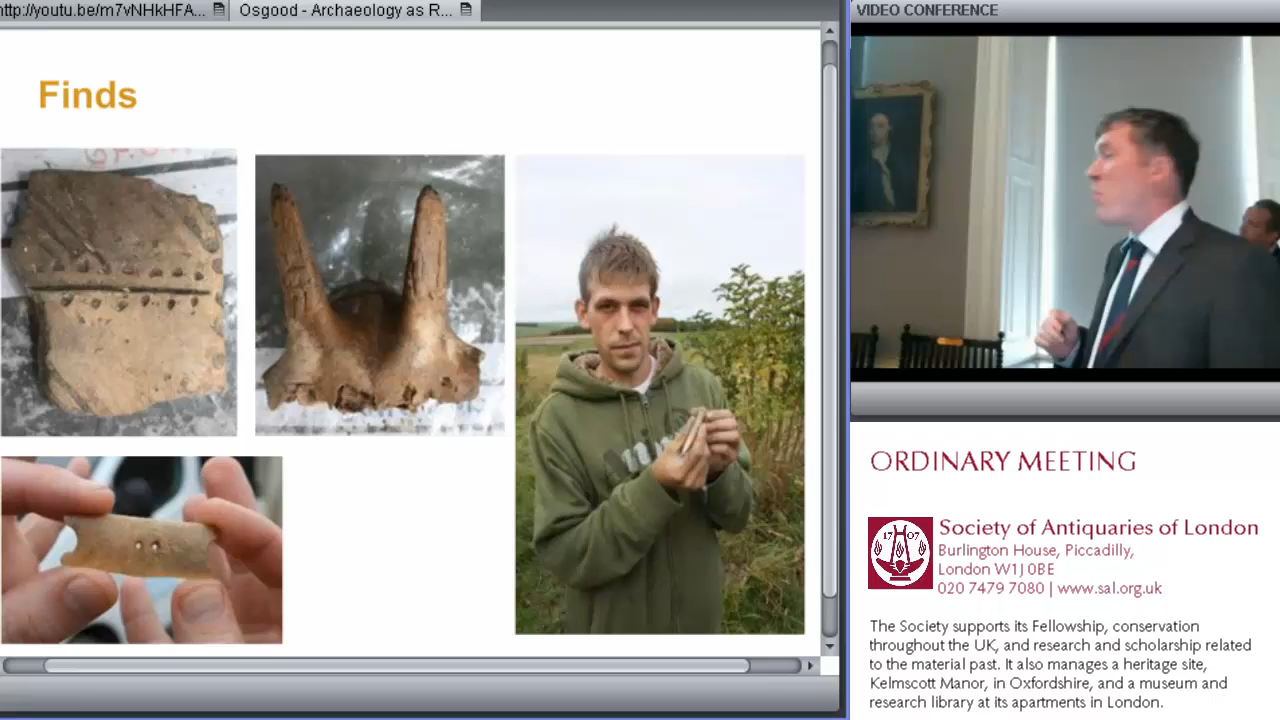 http://youtu.be/m7vNHkHFA...
Osgood - Archaeology as R...
VIDEO CONFERENCE
Finds
ORDINARY MEETING
17 07
Society of Antiquaries of London
Burlington House, Piccadilly,
London W1J 0BE
020 7479 7080 | www.sal.org.uk
The Society supports its Fellowship, conservation
throughout the UK, and research and scholarship related
to the material past. It also manages a heritage site,
Kelmscott Manor, in Oxfordshire, and a museum and
research library at its apartments in London.